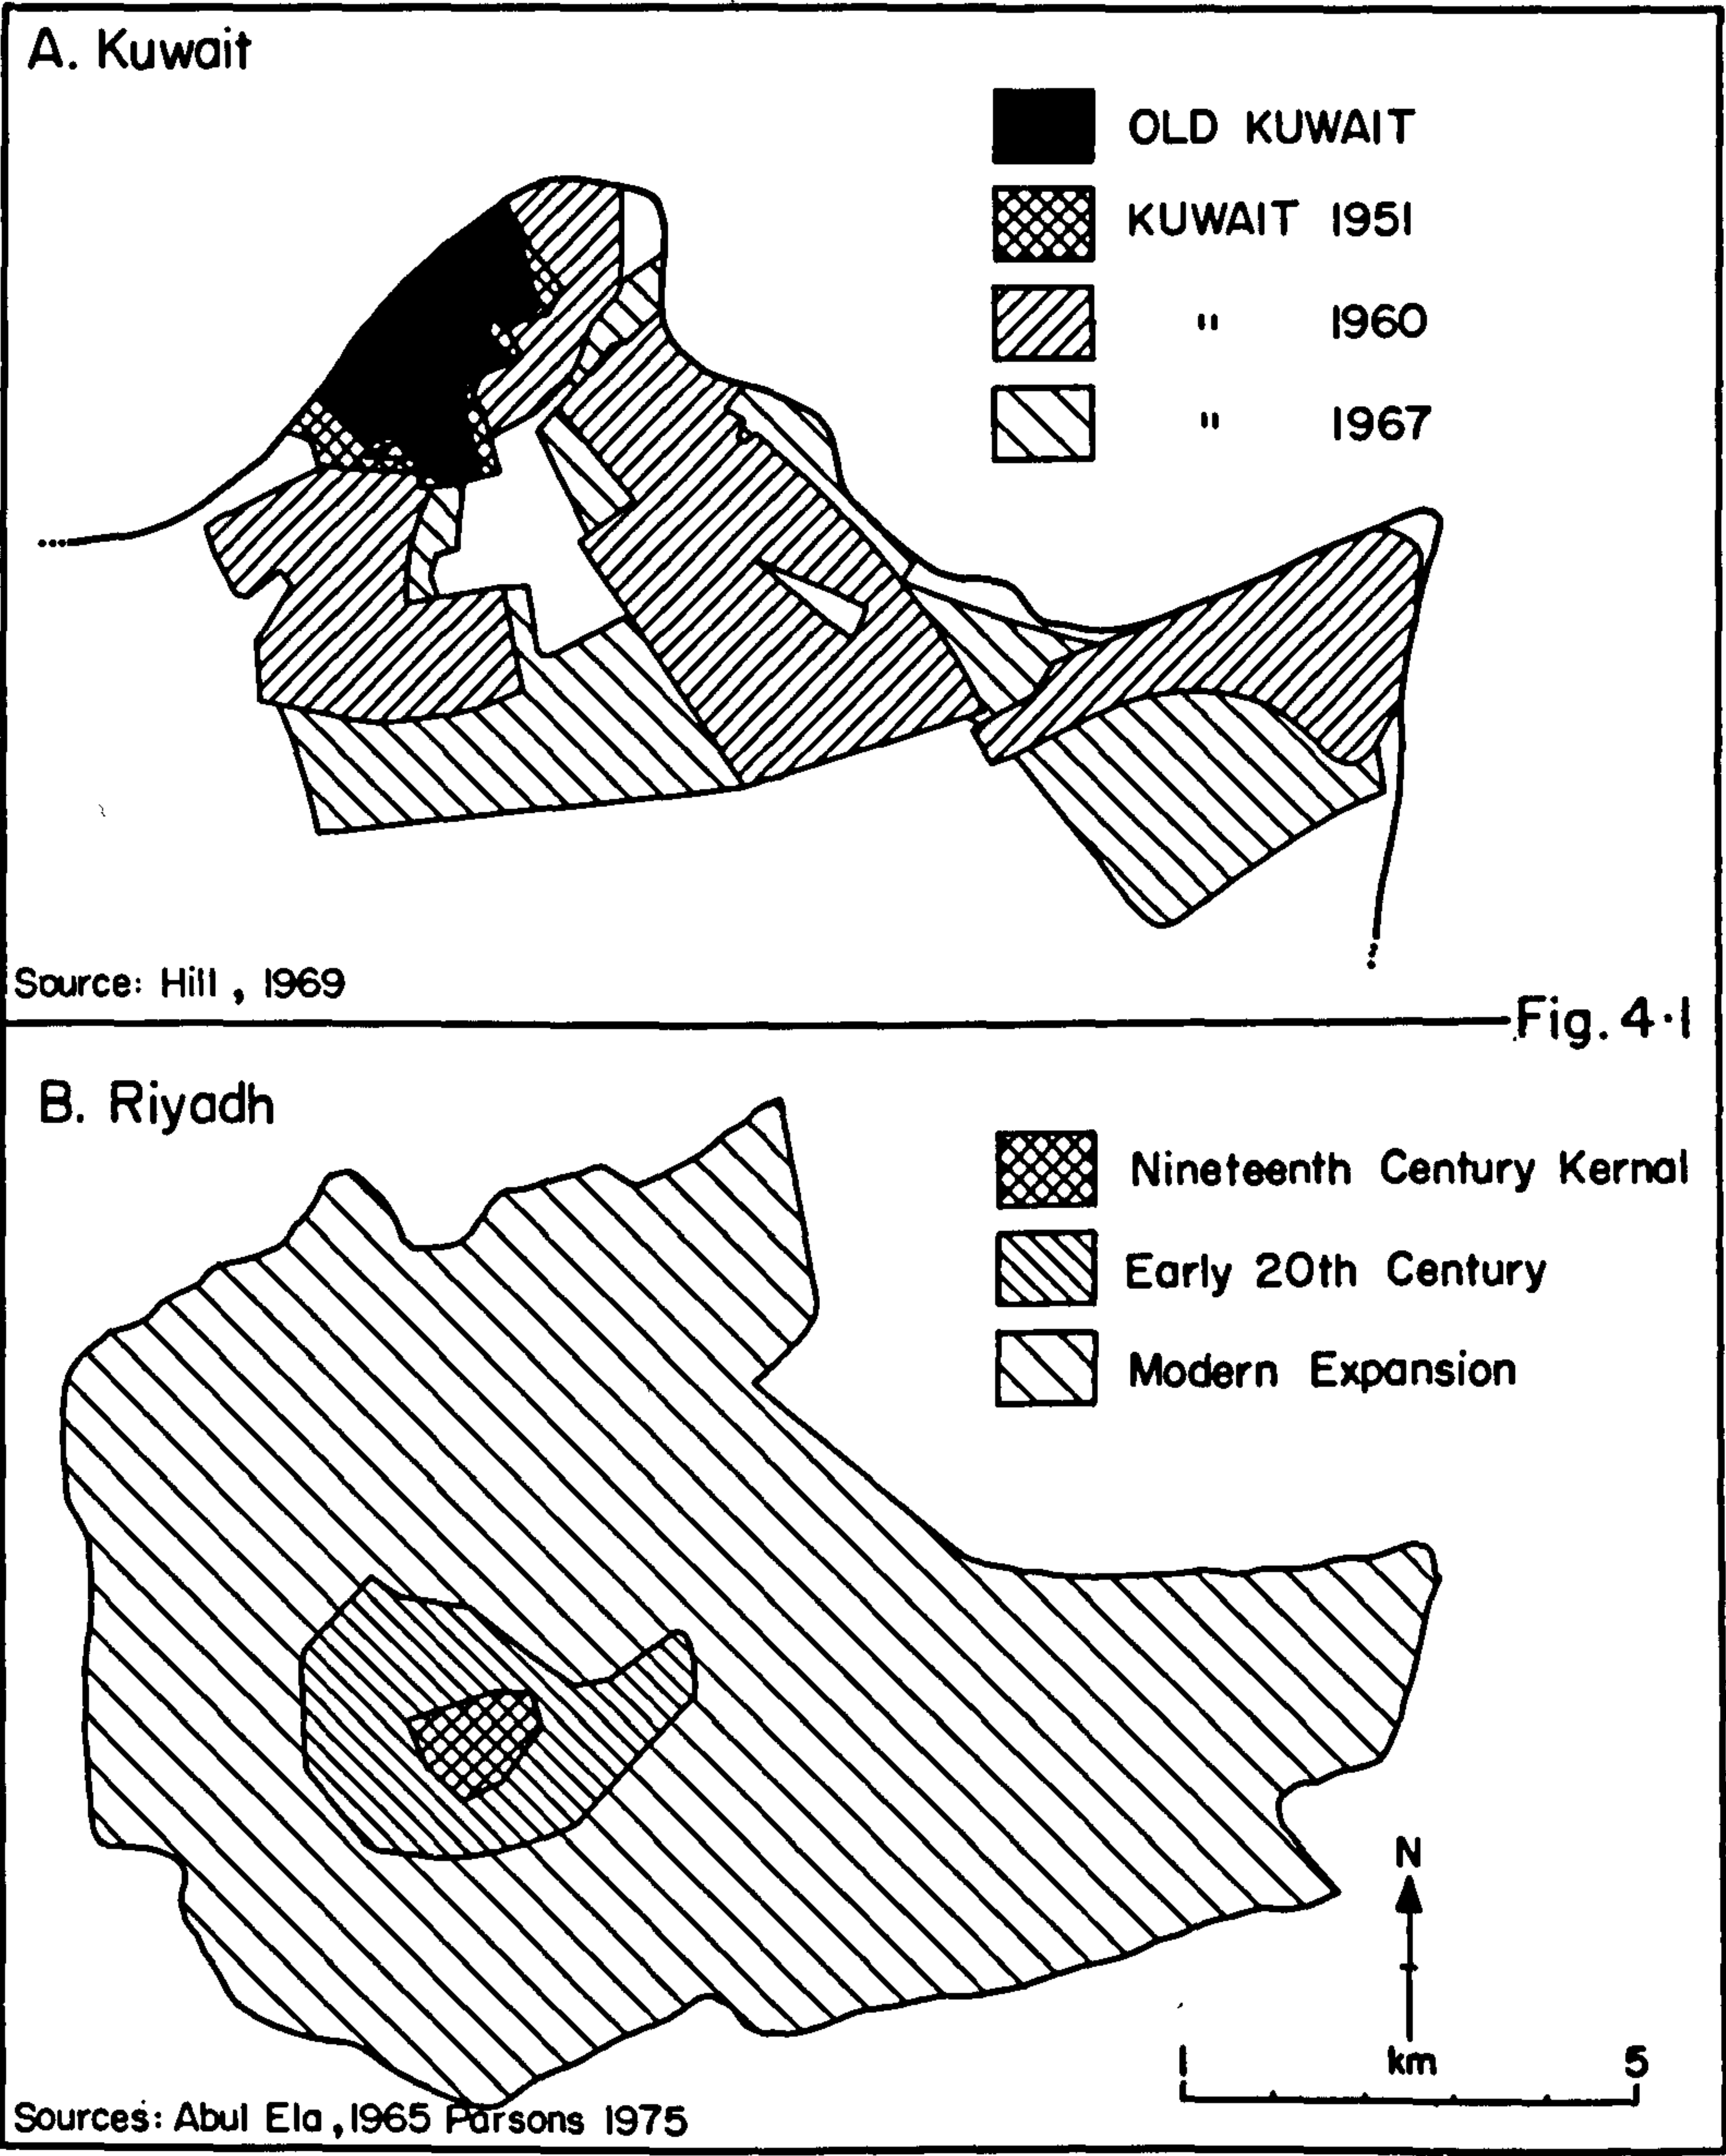 A. Kuwait
OLD KUWAIT
KUWAIT 1951
" 1960
" 1967
Source: Hill, 1969
Fig. 4·1
B. Riyadh
Nineteenth Century Kernal
Early 20th Century
Modern Expansion
N
1 km 5
Sources: Abul Ela, 1965 Parsons 1975